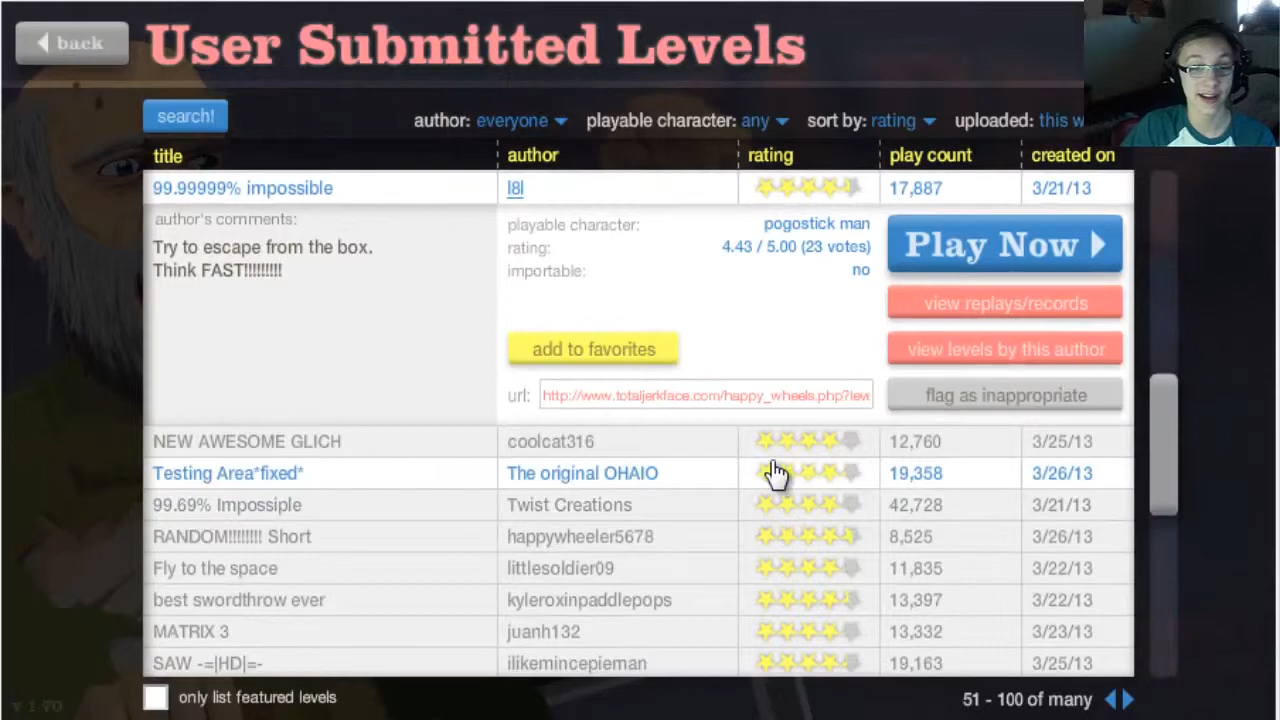 back
User Submitted Levels
search!
author: everyone playable character: any sort by: rating uploaded: this w
title author rating play count created on
99.99999% impossible l8l 17,887 3/21/13
author's comments:
Try to escape from the box.
Think FAST!!!!!!!!!
playable character: pogostick man
rating: 4.43 / 5.00 (23 votes)
importable: no
Play Now
view replays/records
add to favorites
view levels by this author
url: http://www.totaljerkface.com/happy_wheels.php?leve
flag as inappropriate
NEW AWESOME GLICH coolcat316 12,760 3/25/13
Testing Area*fixed* The original OHAIO 19,358 3/26/13
99.69% Impossiple Twist Creations 42,728 3/21/13
RANDOM!!!!!!!! Short happywheeler5678 8,525 3/26/13
Fly to the space littlesoldier09 11,835 3/22/13
best swordthrow ever kyleroxinpaddlepops 13,397 3/22/13
MATRIX 3 juanh132 13,332 3/23/13
SAW -=|HD|=- ilikemincepieman 19,163 3/25/13
only list featured levels
51 - 100 of many
v 1.70